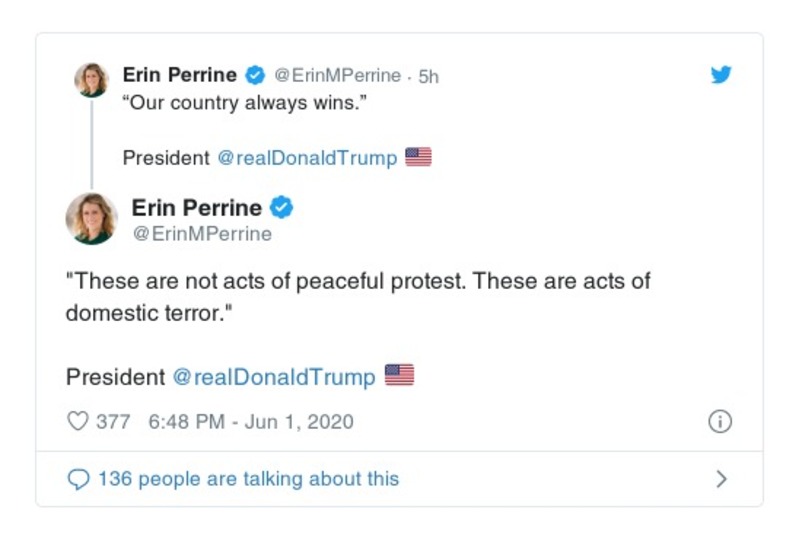 Erin Perrine @ErinMPerrine · 5h
“Our country always wins.”
President @realDonaldTrump 🇺🇸
Erin Perrine
@ErinMPerrine
"These are not acts of peaceful protest. These are acts of
domestic terror."
President @realDonaldTrump 🇺🇸
377 6:48 PM - Jun 1, 2020
136 people are talking about this